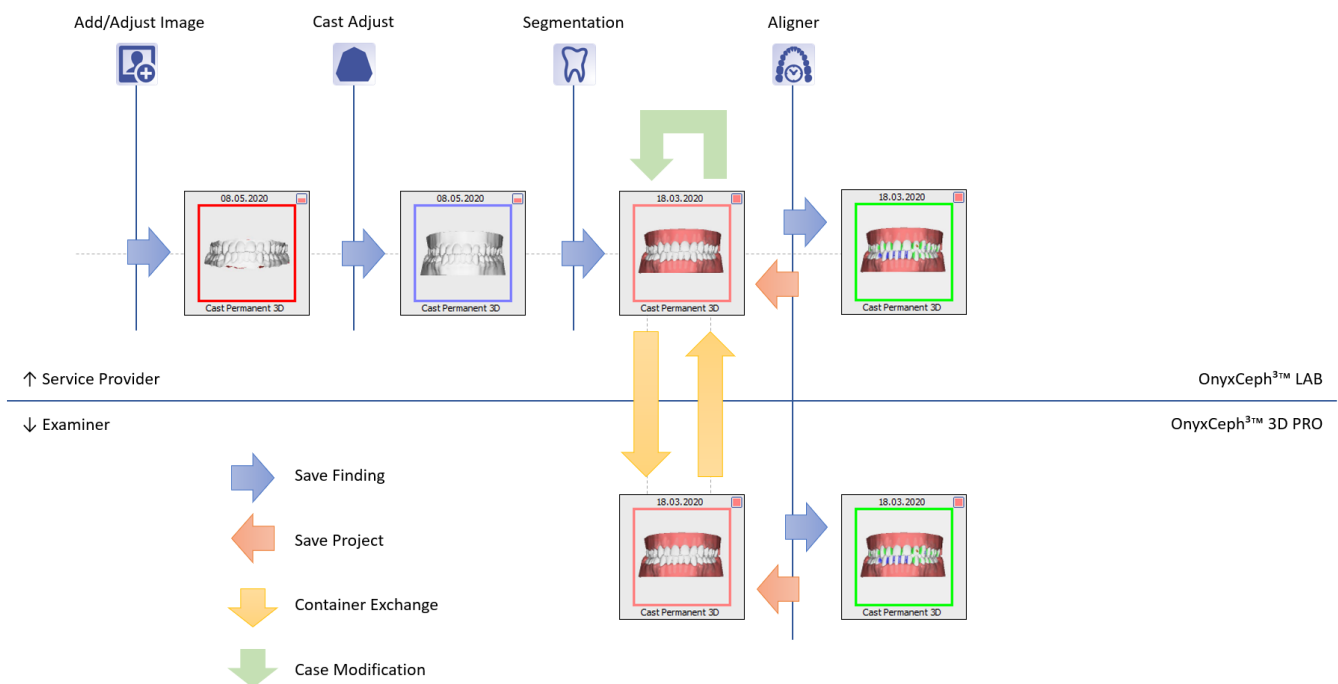 Add/Adjust Image
Cast Adjust
Segmentation
Aligner
08.05.2020
Cast Permanent 3D
08.05.2020
Cast Permanent 3D
18.03.2020
Cast Permanent 3D
18.03.2020
Cast Permanent 3D
↑ Service Provider
OnyxCeph³™ LAB
↓ Examiner
OnyxCeph³™ 3D PRO
Save Finding
Save Project
Container Exchange
Case Modification
18.03.2020
Cast Permanent 3D
18.03.2020
Cast Permanent 3D